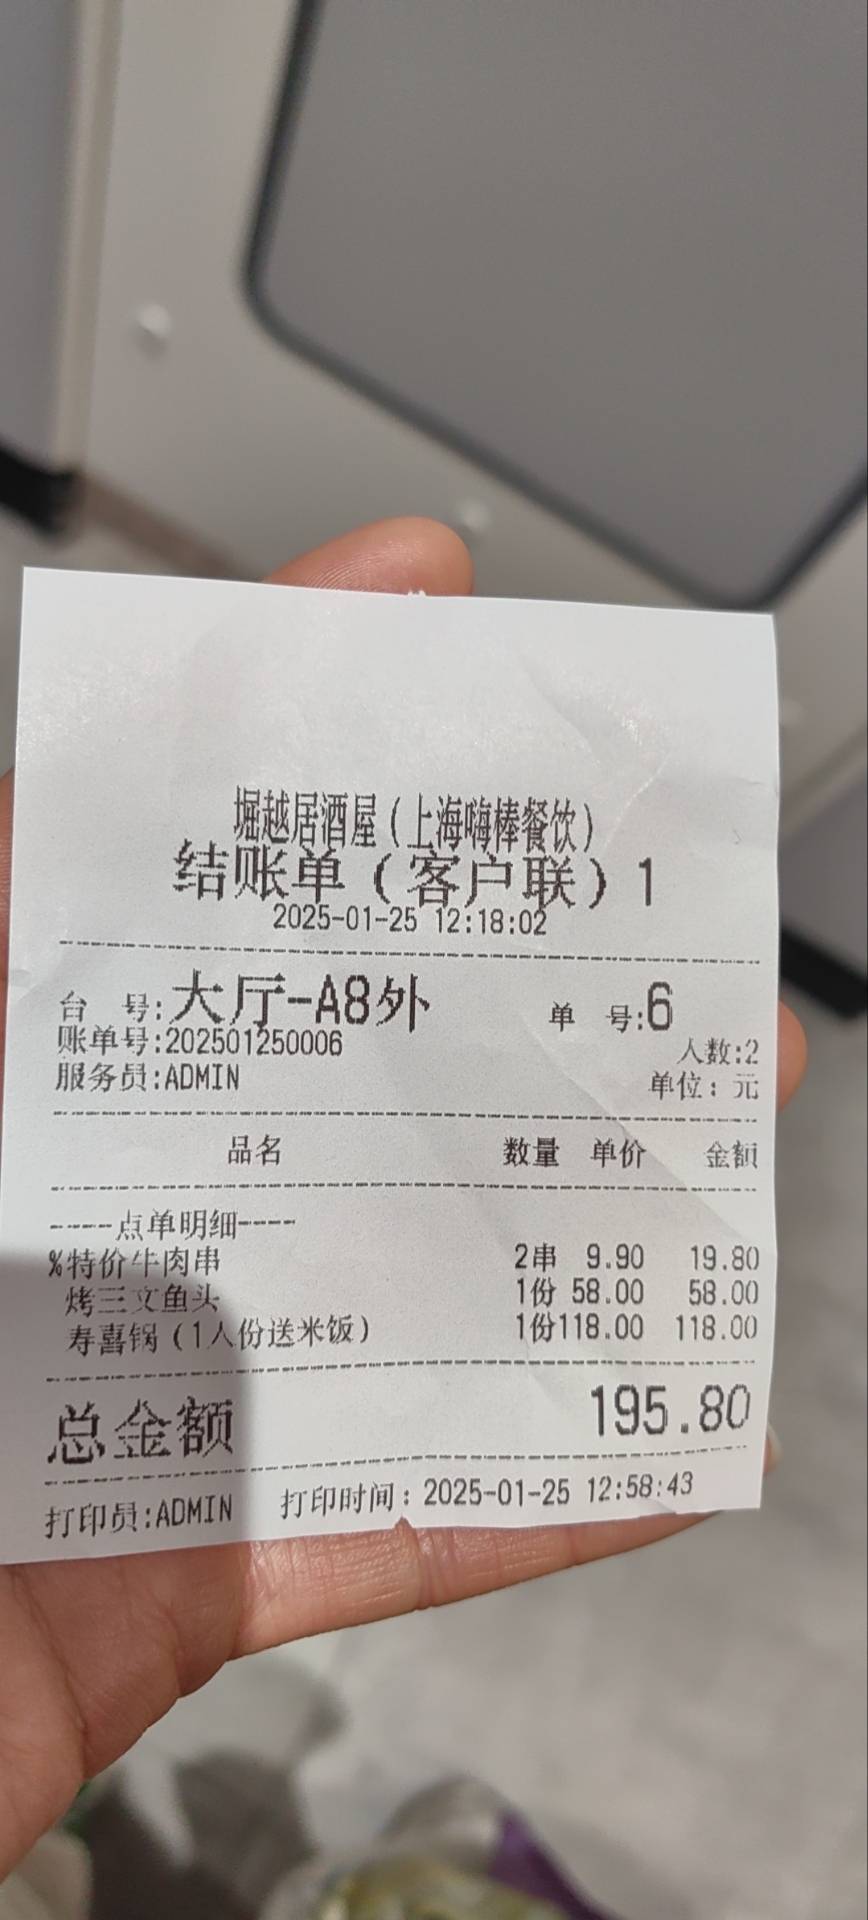 堀越居酒屋(上海嗨棒餐饮)
结账单(客户联)1
2025-01-25 12:18:02
台 号:大厅-A8外 单 号:6
账单号:202501250006 人数:2
服务员:ADMIN 单位: 元
品名 数量 单价 金额
----点单明细----
%特价牛肉串 2串 9.90 19.80
烤三文鱼头 1份 58.00 58.00
寿喜锅(1人份送米饭) 1份118.00 118.00
总金额 195.80
打印员:ADMIN 打印时间:2025-01-25 12:58:43